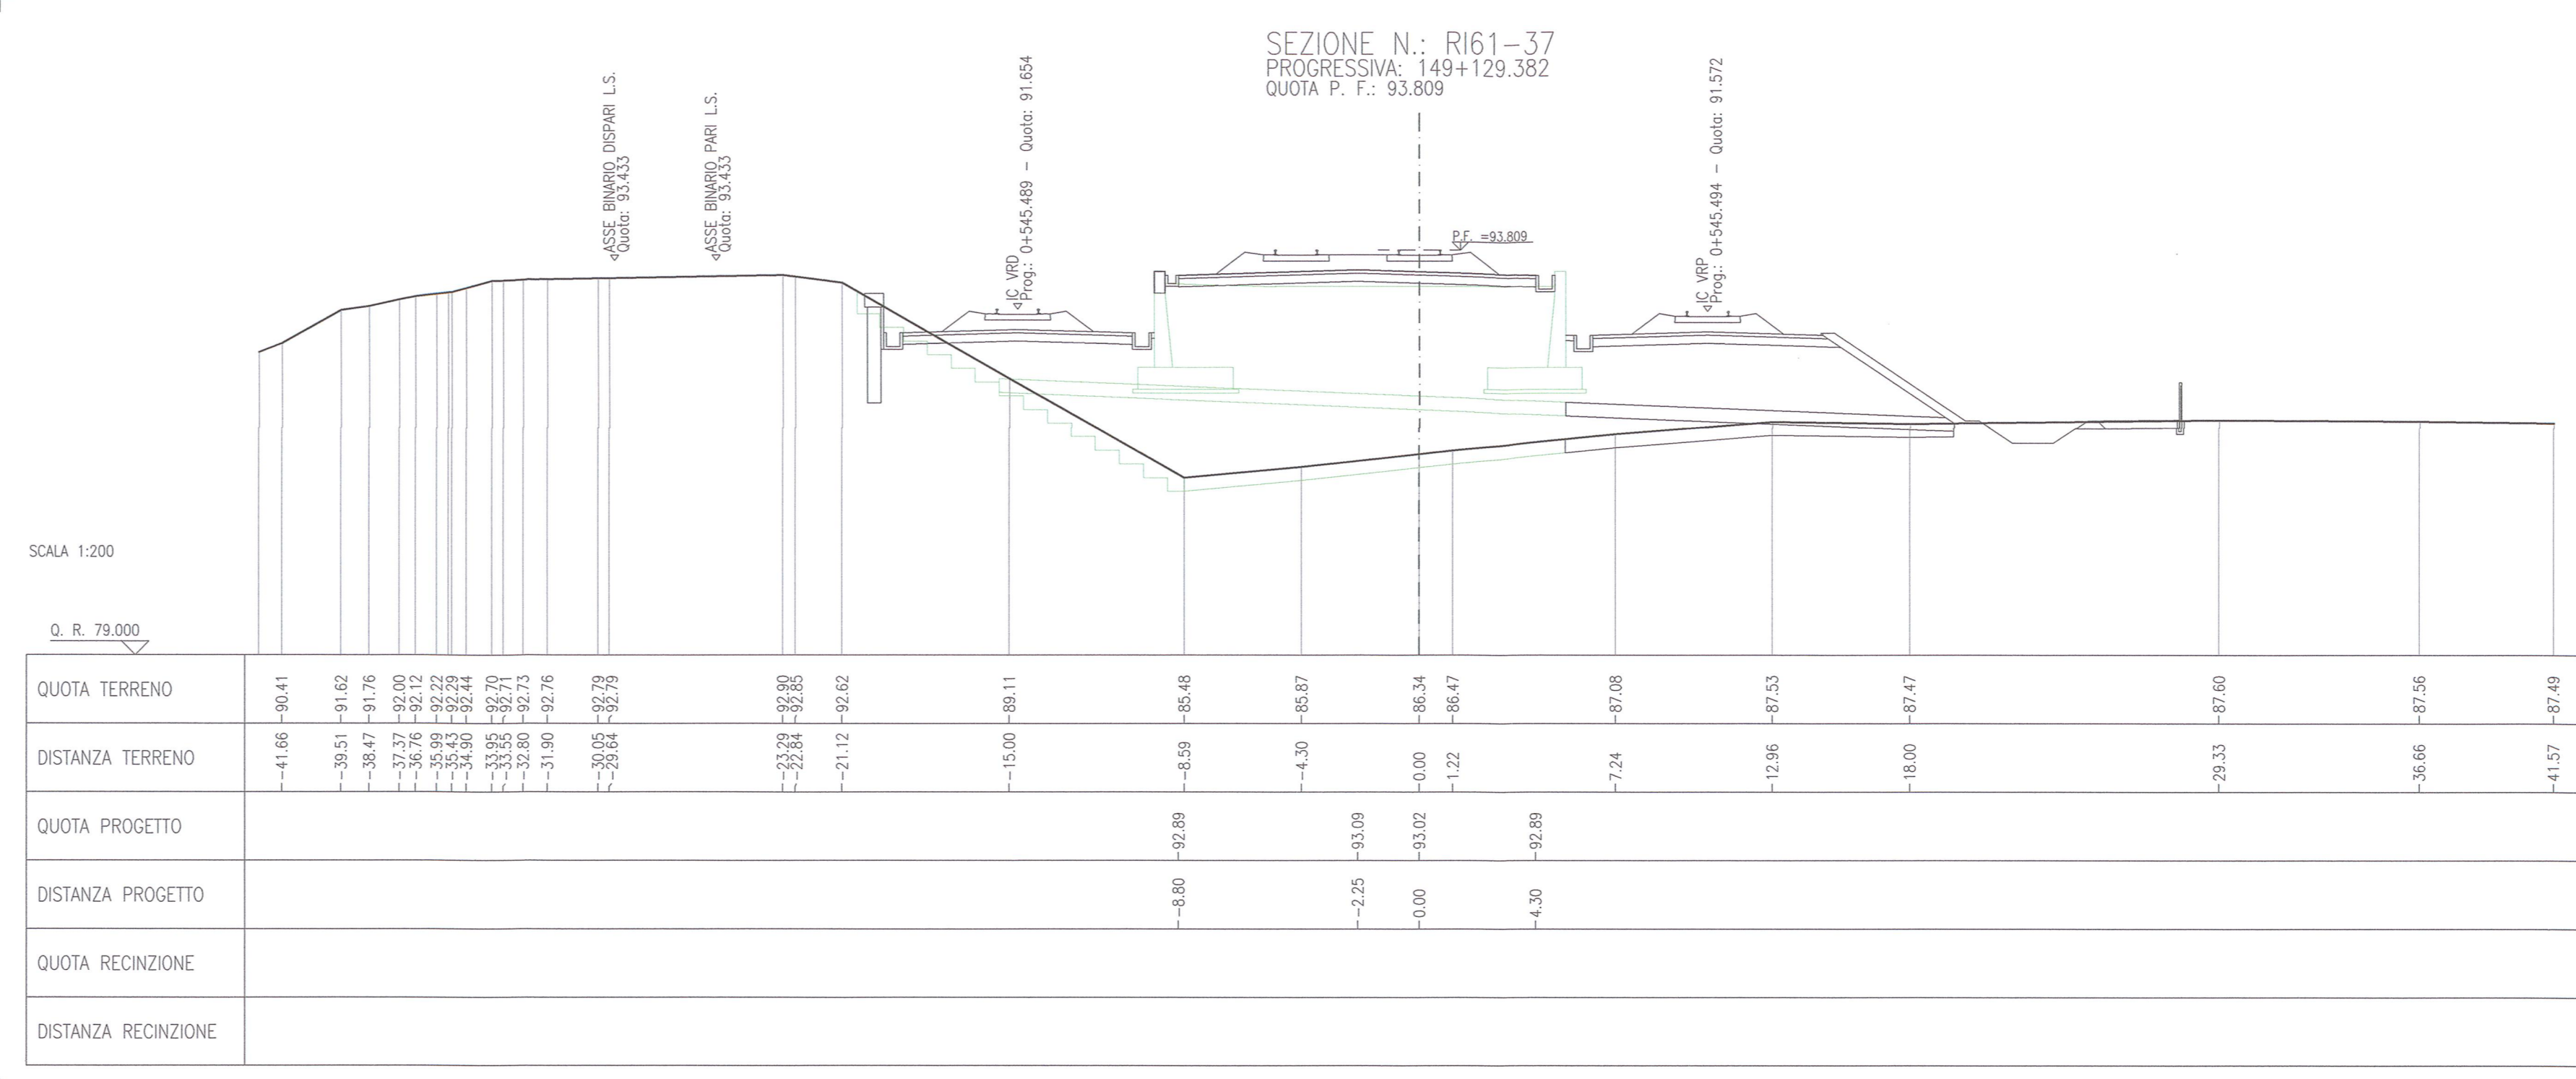 SEZIONE N.: RI61-37
PROGRESSIVA: 149+129.382
QUOTA P. F.: 93.809
ASSE BINARIO DISPARI L.S.
Quota: 93.433
ASSE BINARIO PARI L.S.
Quota: 93.433
IC VRD
Prog.: 0+545.489 - Quota: 91.654
P.F. =93.809
IC VRP
Prog.: 0+545.494 - Quota: 91.572
SCALA 1:200
Q. R. 79.000
QUOTA TERRENO 90.41 91.62 91.76 92.00 92.12 92.22 92.29 92.44 92.70 92.71 92.73 92.76 92.79 92.79 92.90 92.85 92.62 89.11 85.48 85.87 86.34 86.47 87.08 87.53 87.47 87.60 87.56 87.49
DISTANZA TERRENO -41.66 -39.51 -38.47 -37.37 -36.76 -35.99 -35.43 -34.90 -33.95 -33.55 -32.80 -31.90 -30.05 -29.64 -23.29 -22.84 -21.12 -15.00 -8.59 -4.30 0.00 1.22 7.24 12.96 18.00 29.33 36.66 41.57
QUOTA PROGETTO 92.89 93.09 93.02 92.89
DISTANZA PROGETTO -8.80 -2.25 0.00 4.30
QUOTA RECINZIONE
DISTANZA RECINZIONE